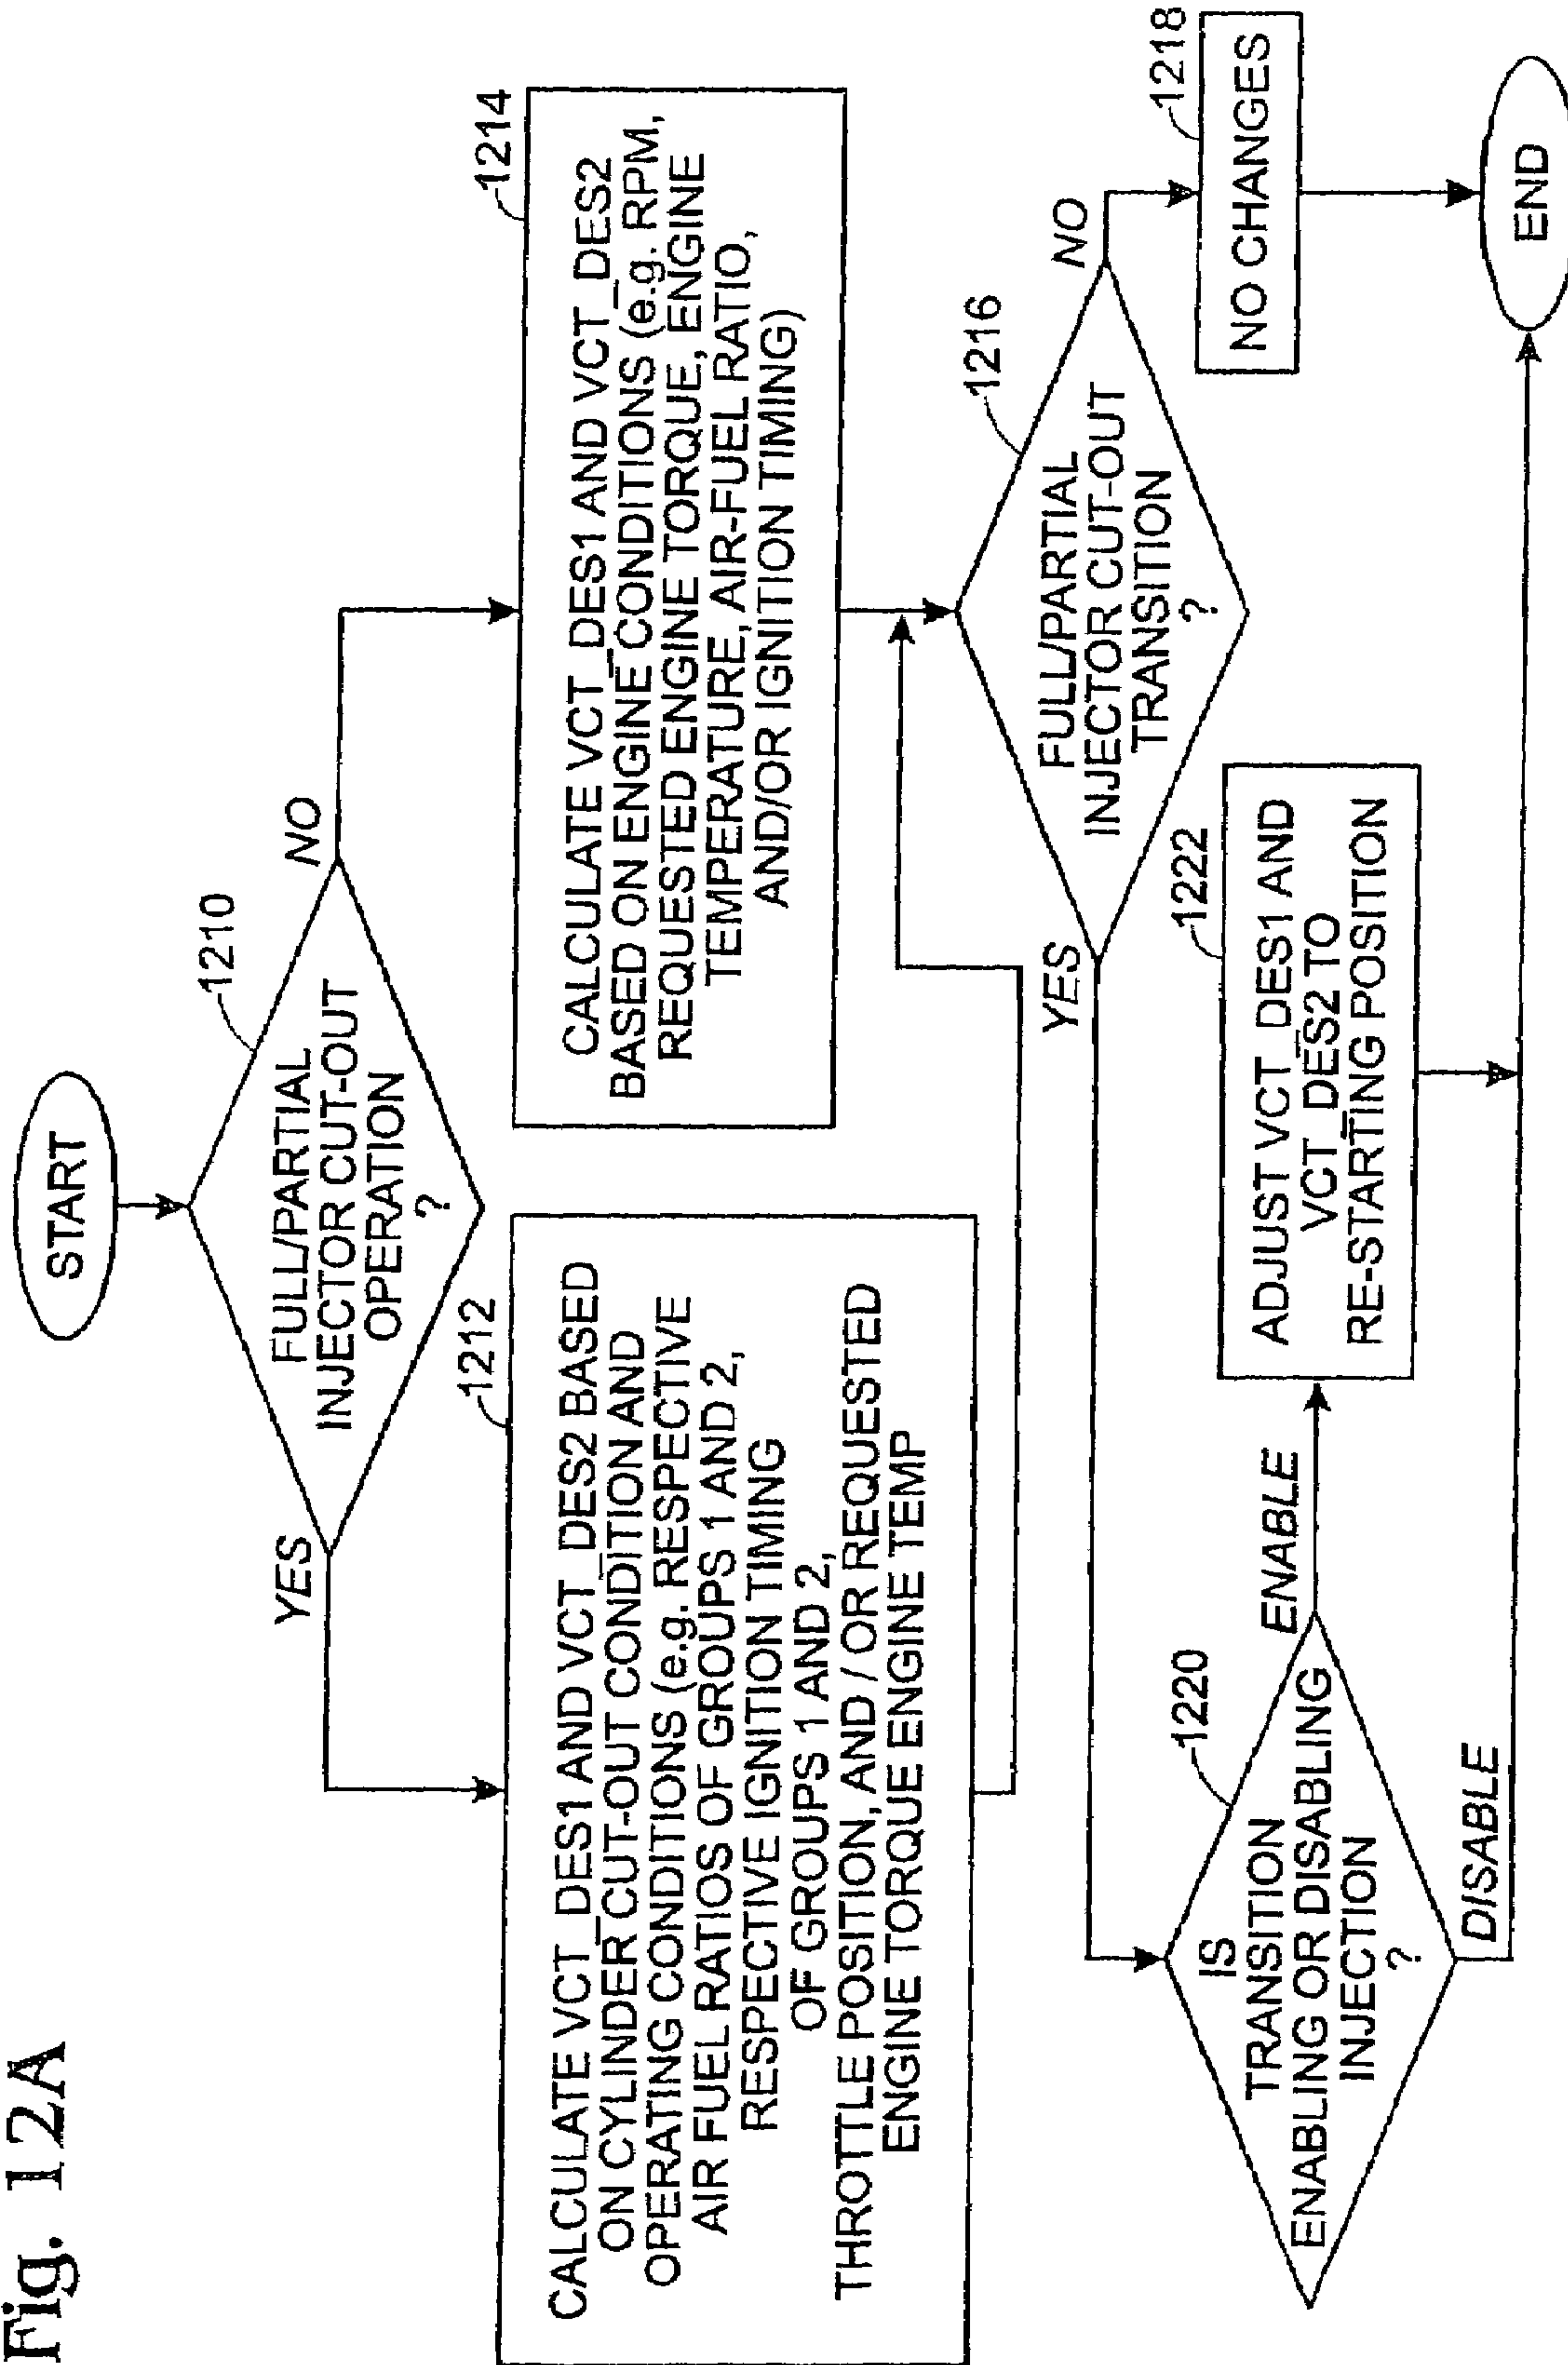 Fig. 12A
START
1210
FULL/PARTIAL
INJECTOR CUT-OUT
OPERATION
?
YES
NO
1212
CALCULATE VCT_DES1 AND VCT_DES2 BASED
ON CYLINDER CUT-OUT CONDITION AND
OPERATING CONDITIONS (e.g. RESPECTIVE
AIR FUEL RATIOS OF GROUPS 1 AND 2,
RESPECTIVE IGNITION TIMING
OF GROUPS 1 AND 2,
THROTTLE POSITION, AND / OR REQUESTED
ENGINE TORQUE ENGINE TEMP
1214
CALCULATE VCT_DES1 AND VCT_DES2
BASED ON ENGINE CONDITIONS (e.g. RPM,
REQUESTED ENGINE TORQUE, ENGINE
TEMPERATURE, AIR-FUEL RATIO,
AND/OR IGNITION TIMING)
1216
FULL/PARTIAL
INJECTOR CUT-OUT
TRANSITION
?
YES
NO
1218
NO CHANGES
1220
IS
TRANSITION
ENABLING OR DISABLING
INJECTION
?
ENABLE
DISABLE
1222
ADJUST VCT_DES1 AND
VCT_DES2 TO
RE-STARTING POSITION
END